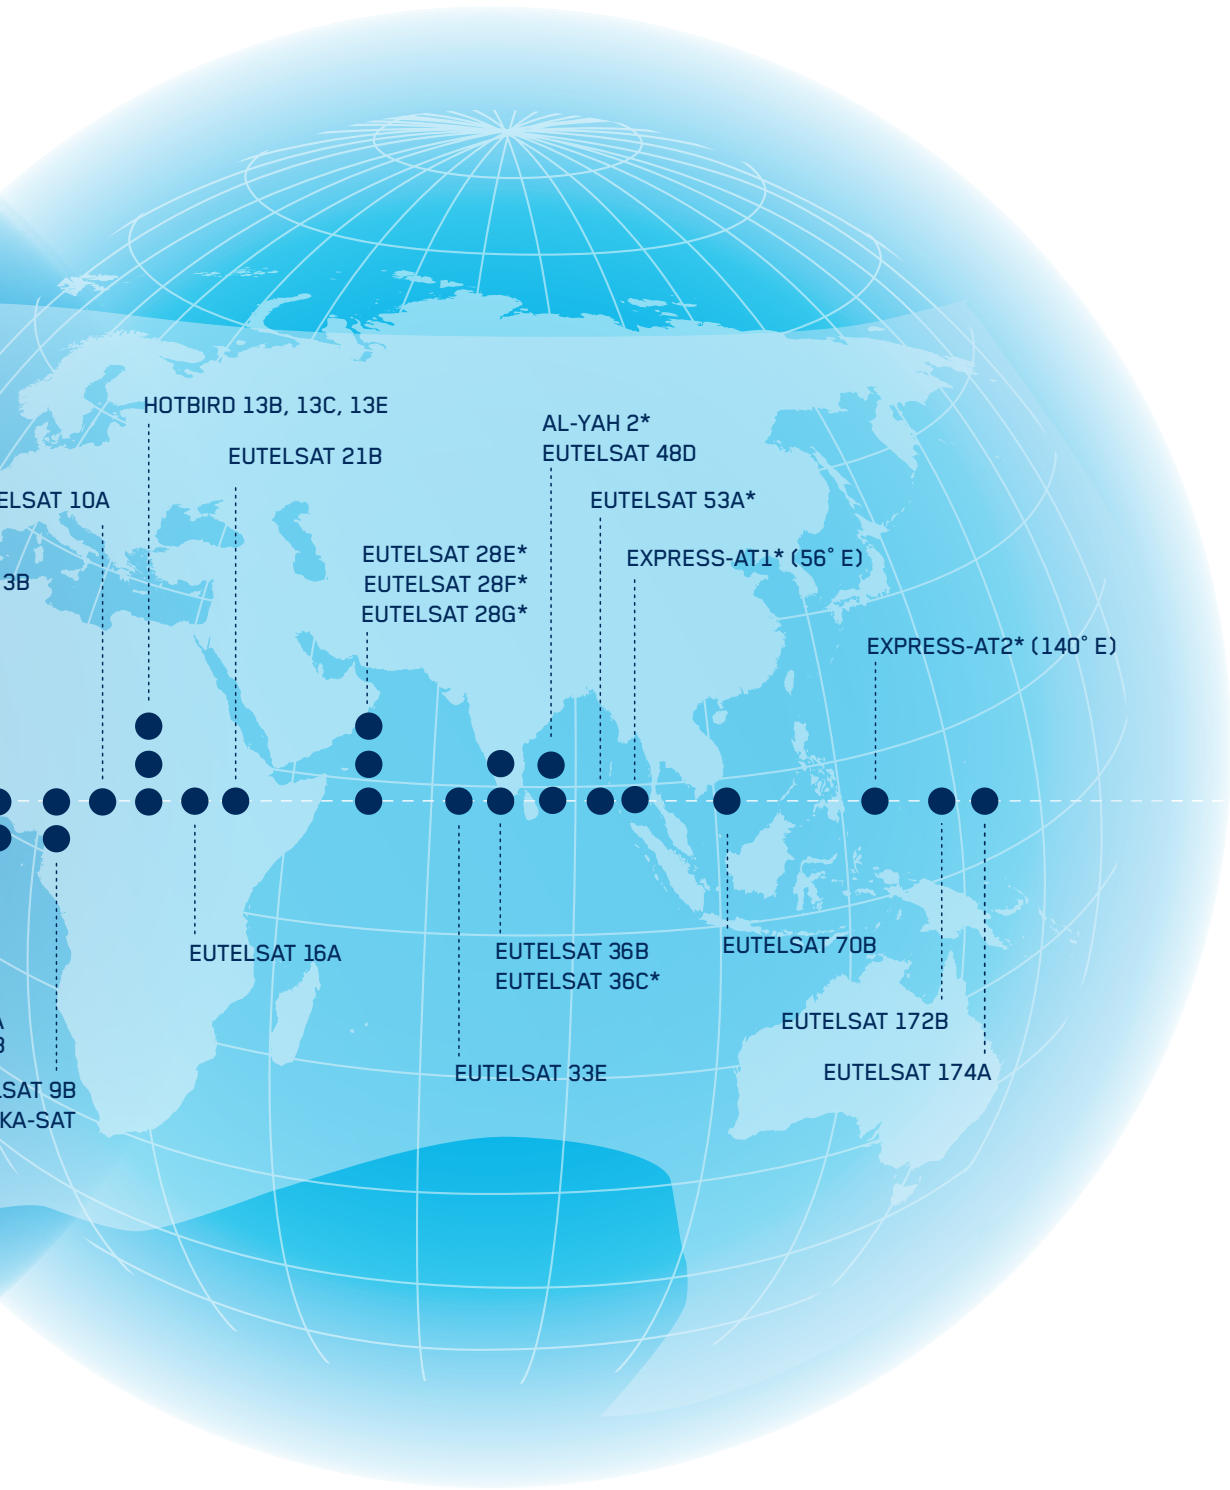 HOTBIRD 13B, 13C, 13E
AL-YAH 2*
EUTELSAT 48D
EUTELSAT 21B
ELSAT 10A
EUTELSAT 53A*
EUTELSAT 28E*
EUTELSAT 28F*
EUTELSAT 28G*
EXPRESS-AT1* (56° E)
3B
EXPRESS-AT2* (140° E)
EUTELSAT 16A
EUTELSAT 36B
EUTELSAT 36C*
EUTELSAT 70B
EUTELSAT 172B
A
B
EUTELSAT 33E
EUTELSAT 174A
LSAT 9B
KA-SAT